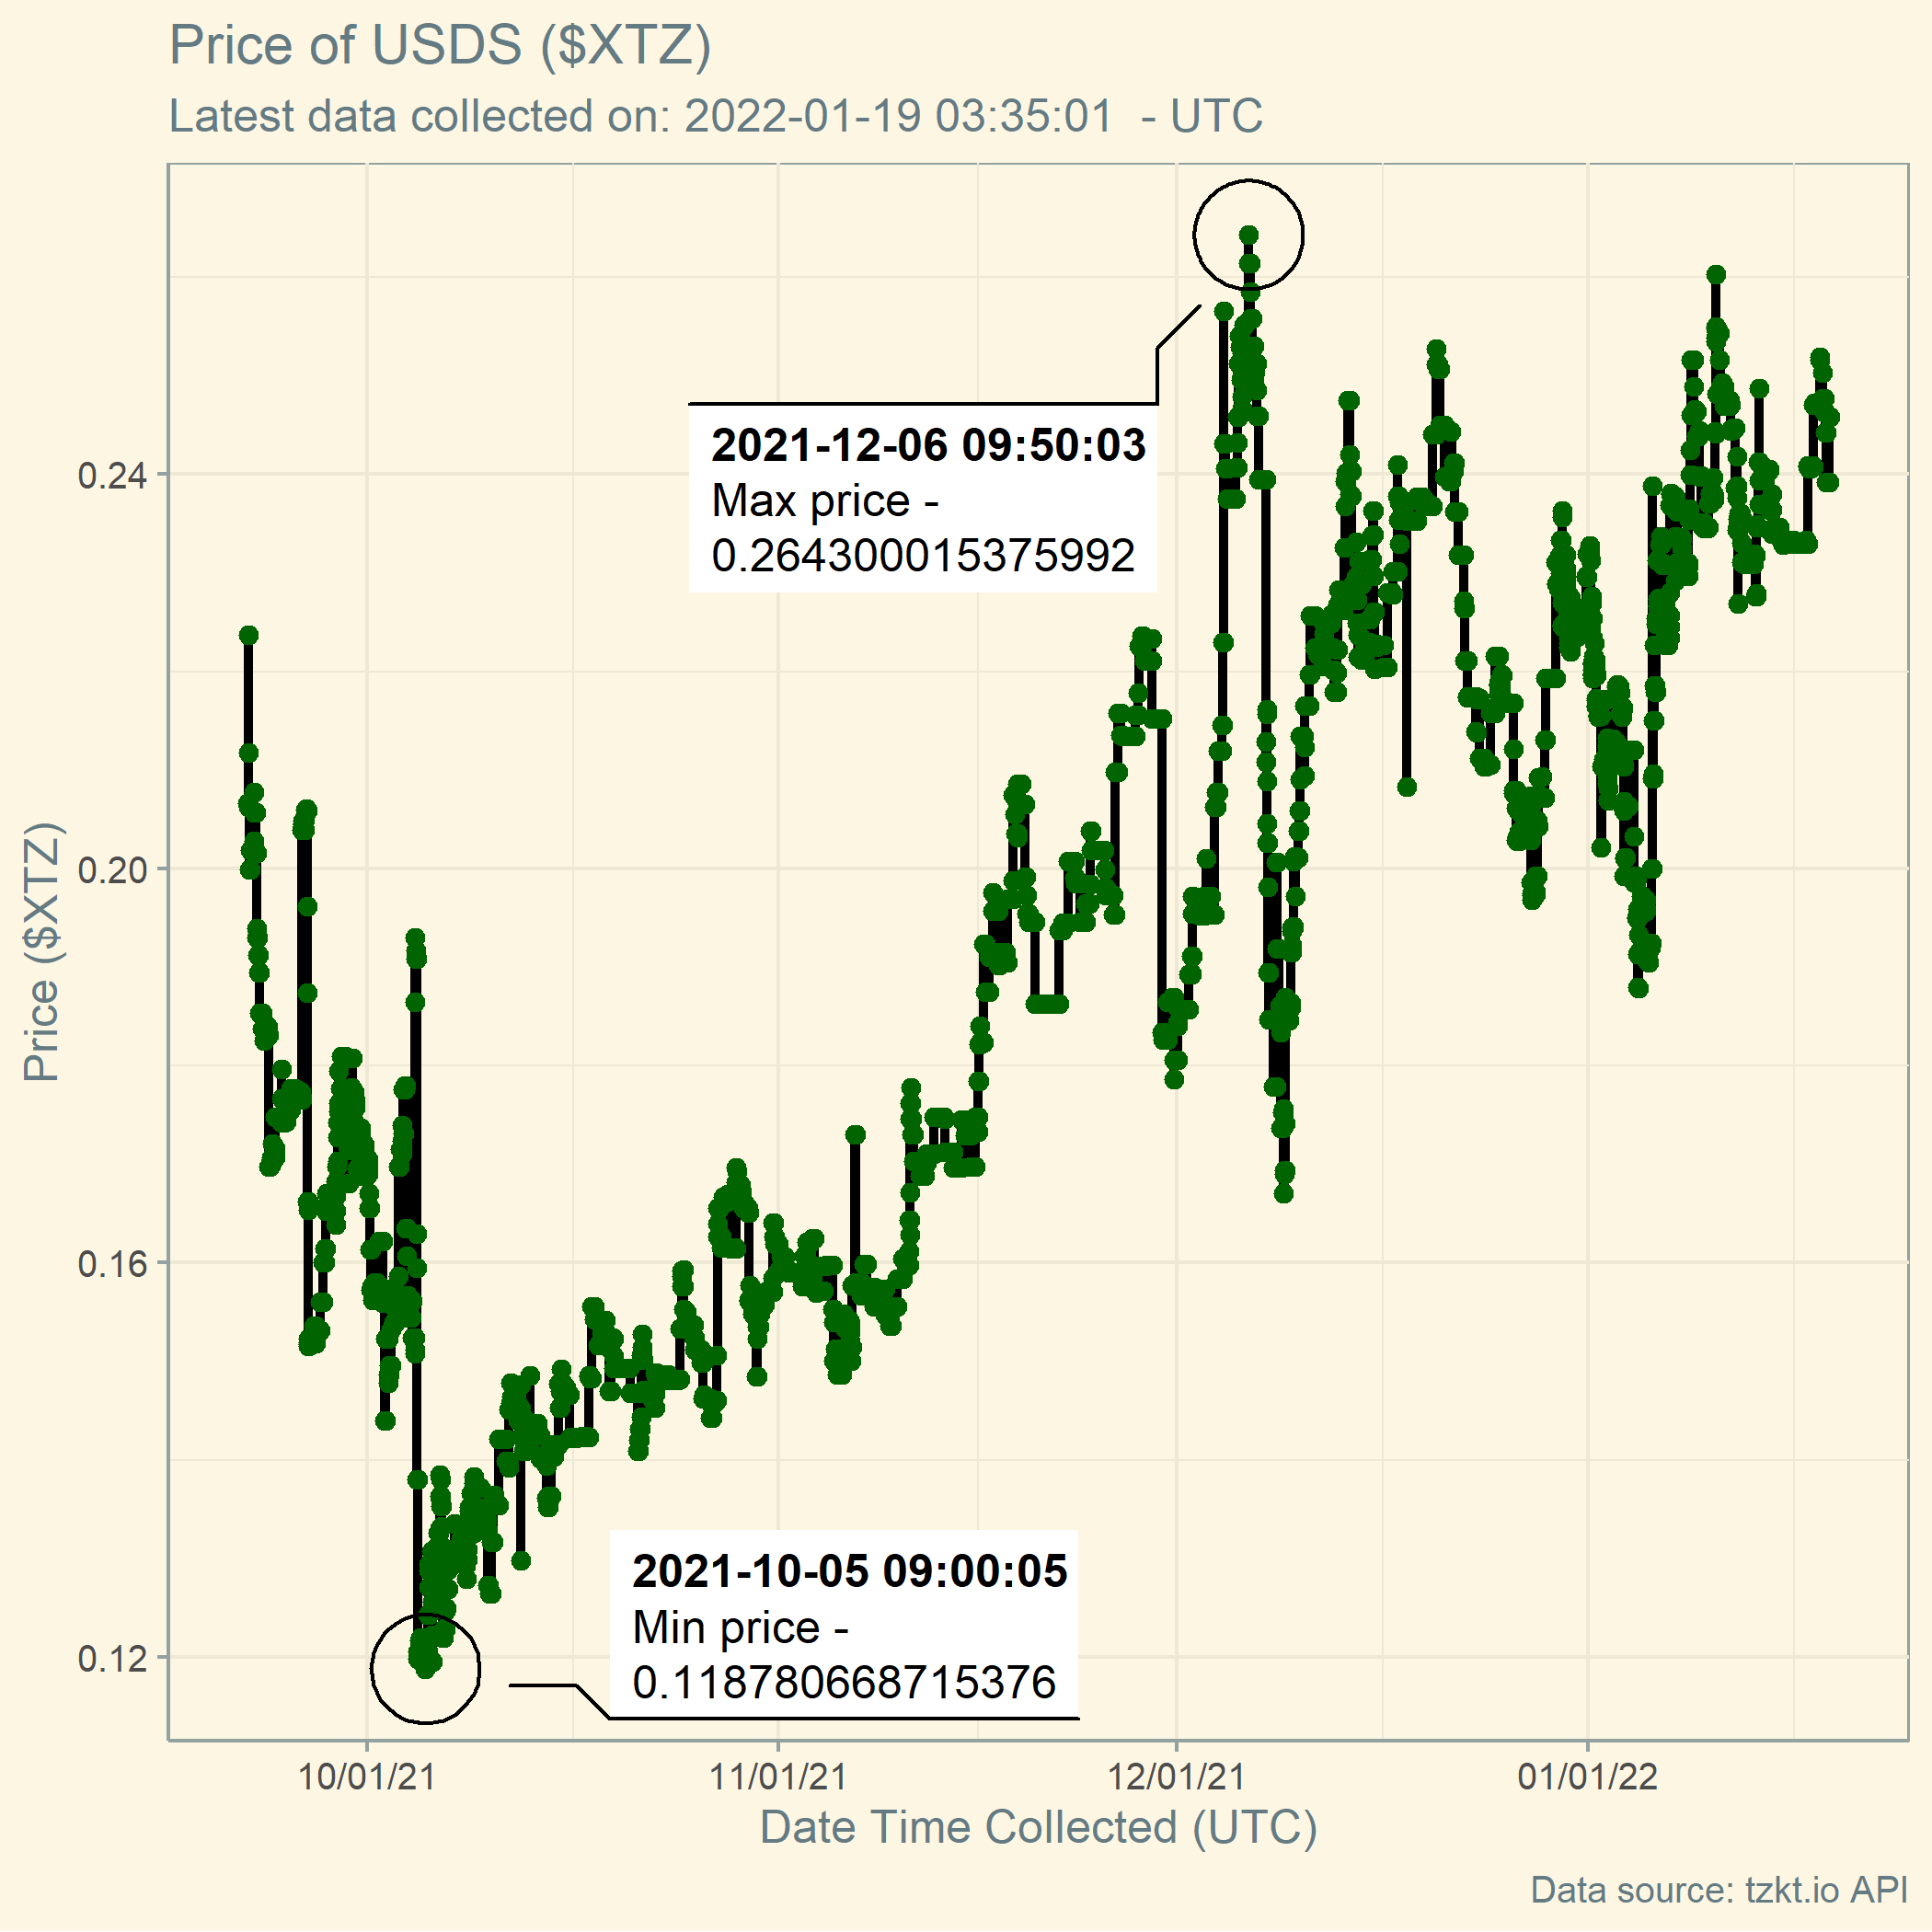 Price of USDS ($XTZ)
Latest data collected on: 2022-01-19 03:35:01  - UTC
2021-12-06 09:50:03
Max price -
0.264300015375992
0.24
0.20
0.16
0.12
Price ($XTZ)
2021-10-05 09:00:05
Min price -
0.118780668715376
10/01/21
11/01/21
12/01/21
01/01/22
Date Time Collected (UTC)
Data source: tzkt.io API